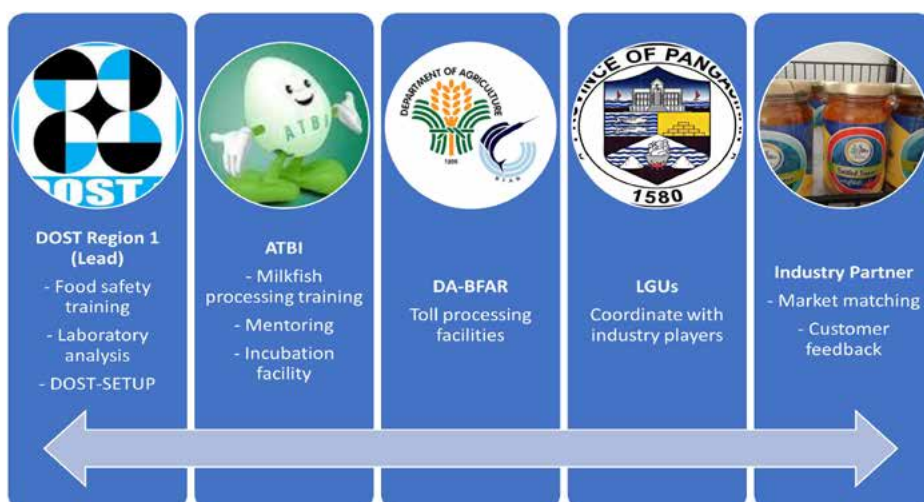 DOST
DOST Region 1
(Lead)
- Food safety
training
- Laboratory
analysis
- DOST-SETUP
ATBI
ATBI
- Milkfish
processing training
- Mentoring
- Incubation
facility
DEPARTMENT OF AGRICULTURE
1898
BFAR
DA-BFAR
Toll processing
facilities
PROVINCE OF PANGASINAN
1580
LGUs
Coordinate with
industry players
Industry Partner
- Market matching
- Customer
feedback